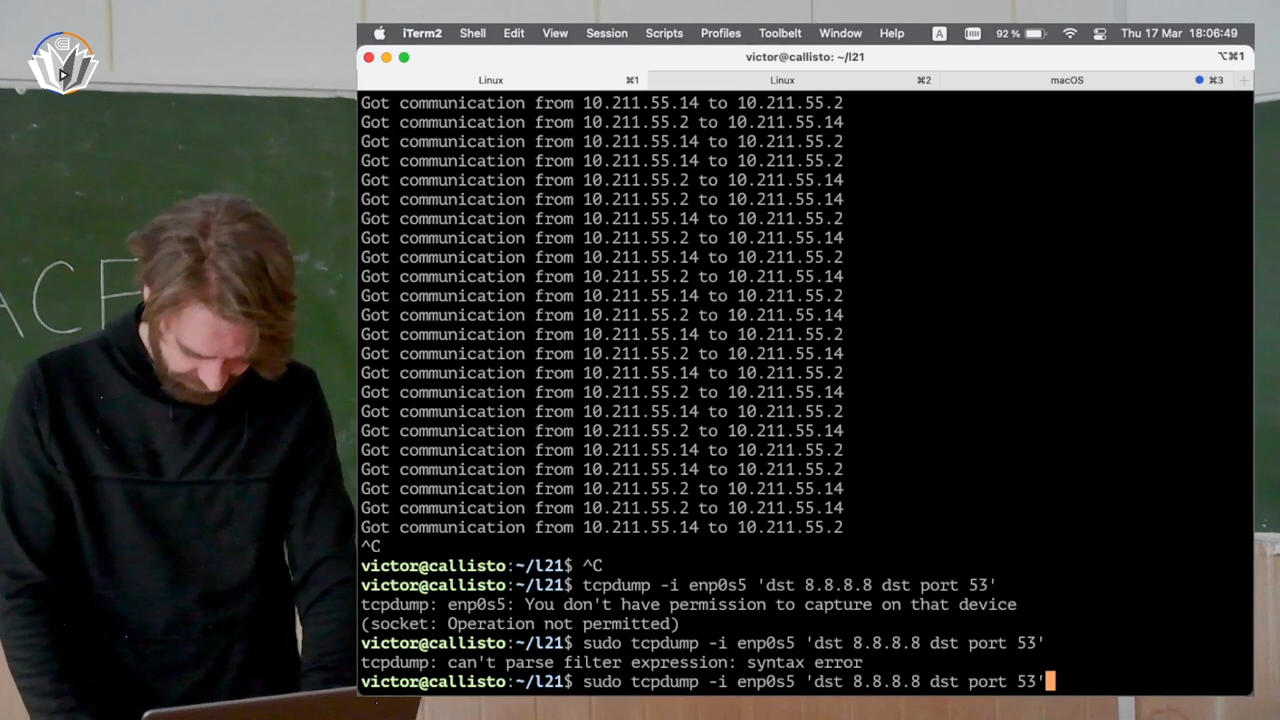 iTerm2 Shell Edit View Session Scripts Profiles Toolbelt Window Help A 92 % Thu 17 Mar 18:06:49
victor@callisto: ~/l21 ⌥⌘1
Linux ⌘1 Linux ⌘2 macOS ⌘3 +
Got communication from 10.211.55.14 to 10.211.55.2
Got communication from 10.211.55.2 to 10.211.55.14
Got communication from 10.211.55.14 to 10.211.55.2
Got communication from 10.211.55.14 to 10.211.55.2
Got communication from 10.211.55.2 to 10.211.55.14
Got communication from 10.211.55.2 to 10.211.55.14
Got communication from 10.211.55.14 to 10.211.55.2
Got communication from 10.211.55.2 to 10.211.55.14
Got communication from 10.211.55.14 to 10.211.55.2
Got communication from 10.211.55.2 to 10.211.55.14
Got communication from 10.211.55.14 to 10.211.55.2
Got communication from 10.211.55.2 to 10.211.55.14
Got communication from 10.211.55.14 to 10.211.55.2
Got communication from 10.211.55.2 to 10.211.55.14
Got communication from 10.211.55.14 to 10.211.55.2
Got communication from 10.211.55.2 to 10.211.55.14
Got communication from 10.211.55.14 to 10.211.55.2
Got communication from 10.211.55.2 to 10.211.55.14
Got communication from 10.211.55.14 to 10.211.55.2
Got communication from 10.211.55.14 to 10.211.55.2
Got communication from 10.211.55.2 to 10.211.55.14
Got communication from 10.211.55.2 to 10.211.55.14
Got communication from 10.211.55.14 to 10.211.55.2
^C
victor@callisto:~/l21$ ^C
victor@callisto:~/l21$ tcpdump -i enp0s5 'dst 8.8.8.8 dst port 53'
tcpdump: enp0s5: You don't have permission to capture on that device
(socket: Operation not permitted)
victor@callisto:~/l21$ sudo tcpdump -i enp0s5 'dst 8.8.8.8 dst port 53'
tcpdump: can't parse filter expression: syntax error
victor@callisto:~/l21$ sudo tcpdump -i enp0s5 'dst 8.8.8.8 dst port 53'